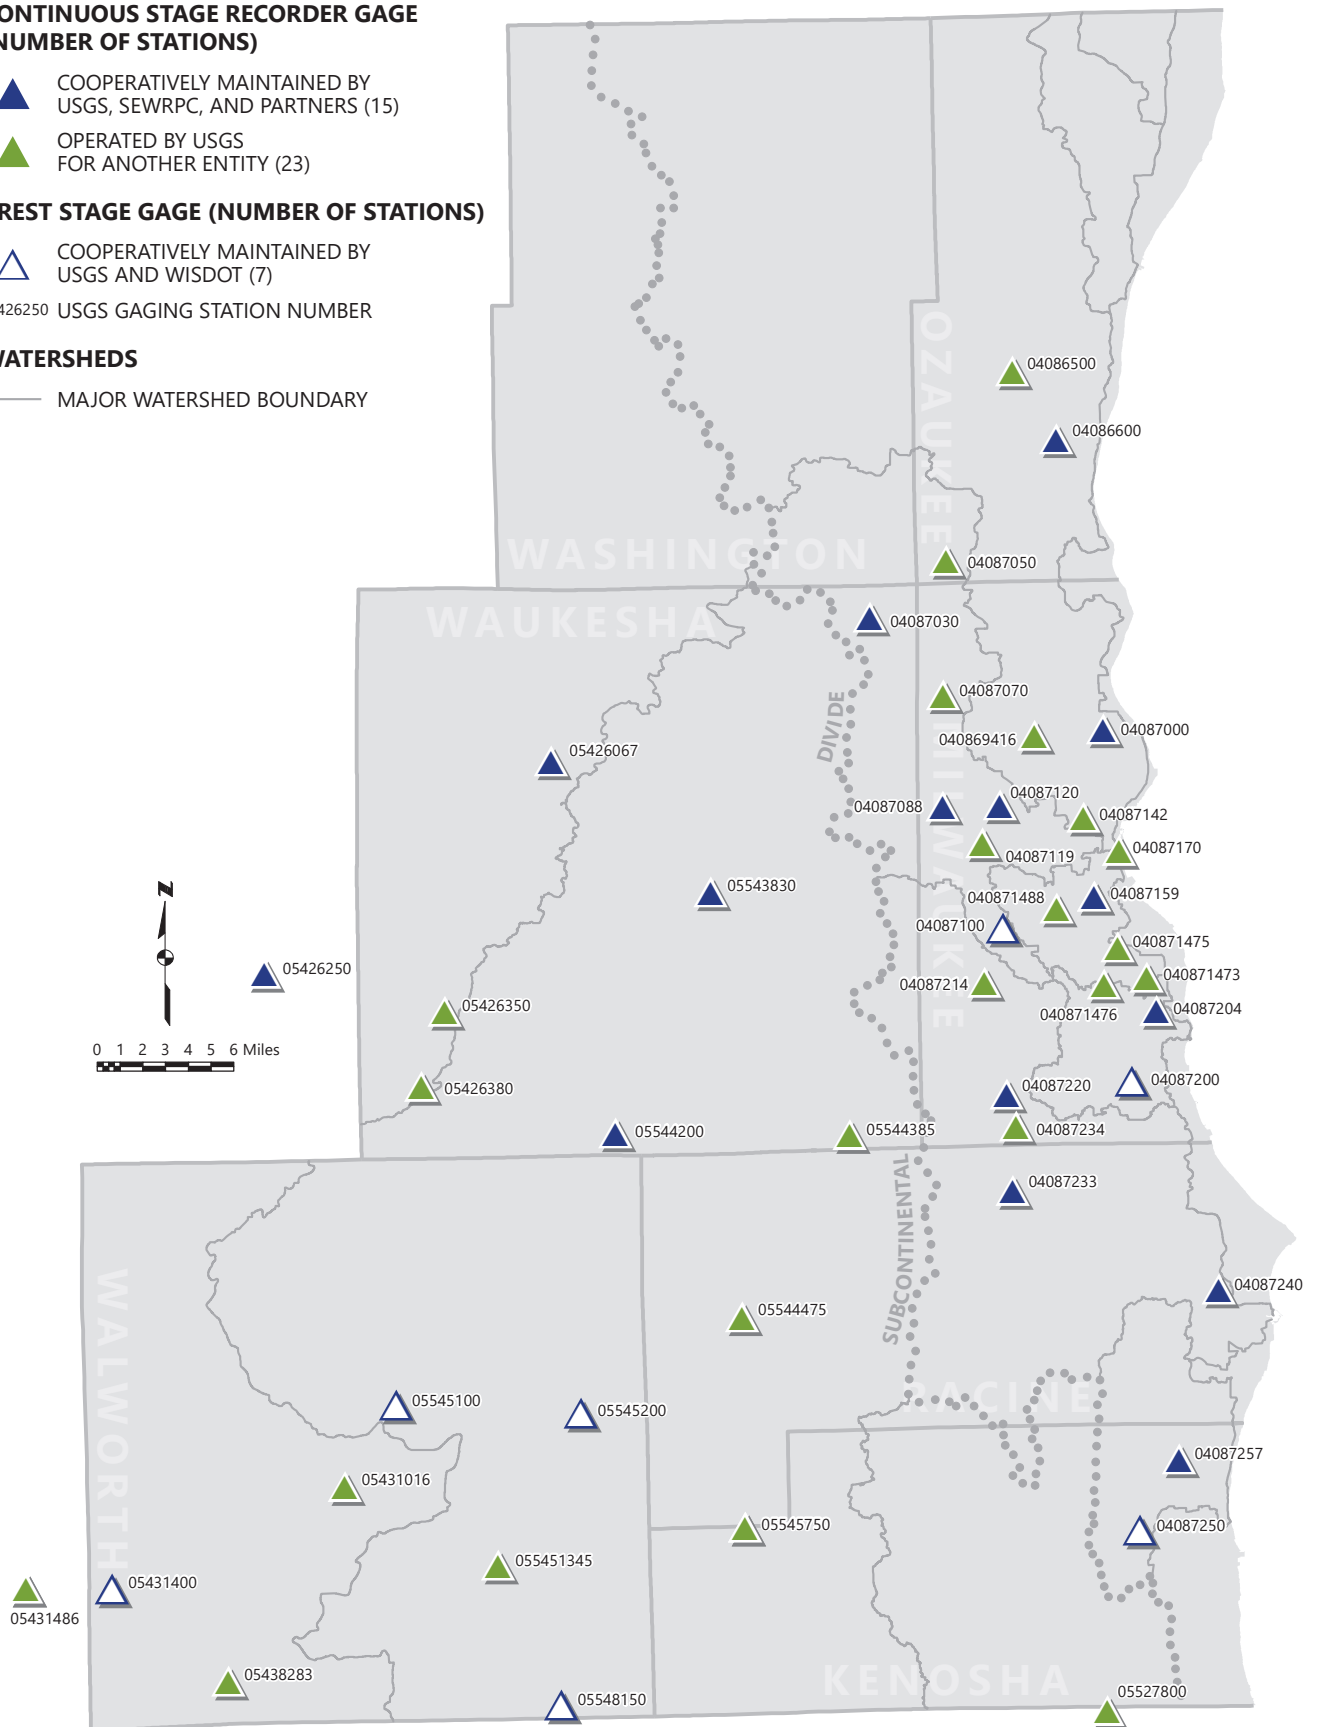 ONTINUOUS STAGE RECORDER GAGE
NUMBER OF STATIONS)
COOPERATIVELY MAINTAINED BY
USGS, SEWRPC, AND PARTNERS (15)
OPERATED BY USGS
FOR ANOTHER ENTITY (23)
REST STAGE GAGE (NUMBER OF STATIONS)
COOPERATIVELY MAINTAINED BY
USGS AND WISDOT (7)
426250 USGS GAGING STATION NUMBER
WATERSHEDS
MAJOR WATERSHED BOUNDARY
OZAUKEE
04086500
04086600
WASHINGTON
04087050
WAUKESHA
04087030
04087070
DIVIDE
04087000
040869416
05426067
MILWAUKEE
04087120
04087088
04087142
04087170
04087119
05543830
04087159
040871488
04087100
040871475
N
05426250
040871473
04087214
05426350
04087204
040871476
0 1 2 3 4 5 6 Miles
04087200
04087220
05426380
05544200
05544385
04087234
04087233
SUBCONTINENTAL
04087240
WALWORTH
05544475
RACINE
05545100
05545200
04087257
05431016
05545750
04087250
055451345
05431400
05431486
05438283
KENOSHA
05548150
05527800